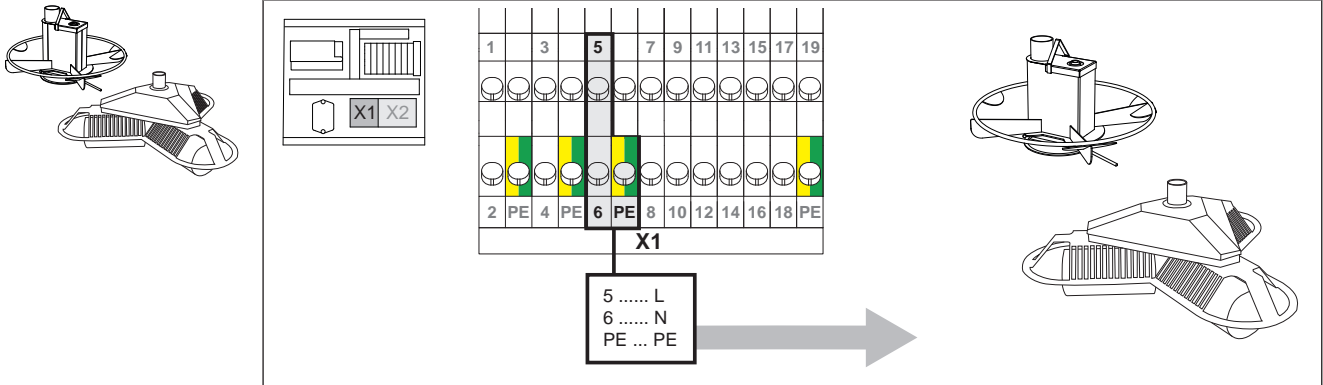 X1 X2
1 3 5 7 9 11 13 15 17 19
2 PE 4 PE 6 PE 8 10 12 14 16 18 PE
X1
5 ...... L
6 ...... N
PE ... PE